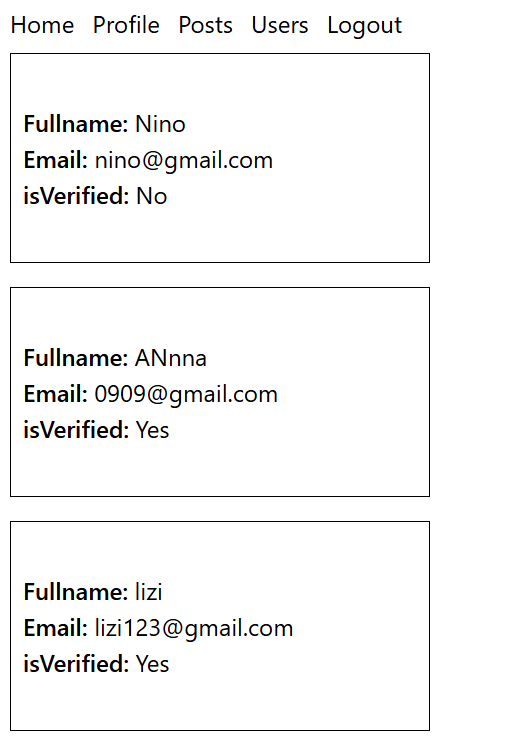 Home Profile Posts Users Logout
Fullname: Nino
Email: nino@gmail.com
isVerified: No
Fullname: ANnna
Email: 0909@gmail.com
isVerified: Yes
Fullname: lizi
Email: lizi123@gmail.com
isVerified: Yes